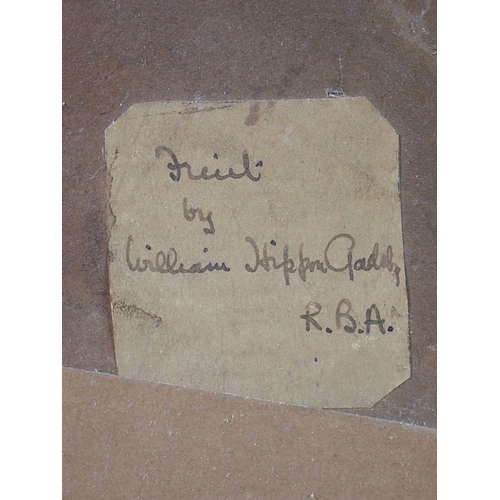 Fruit
by
William Hippon Gadsby
R.B.A.